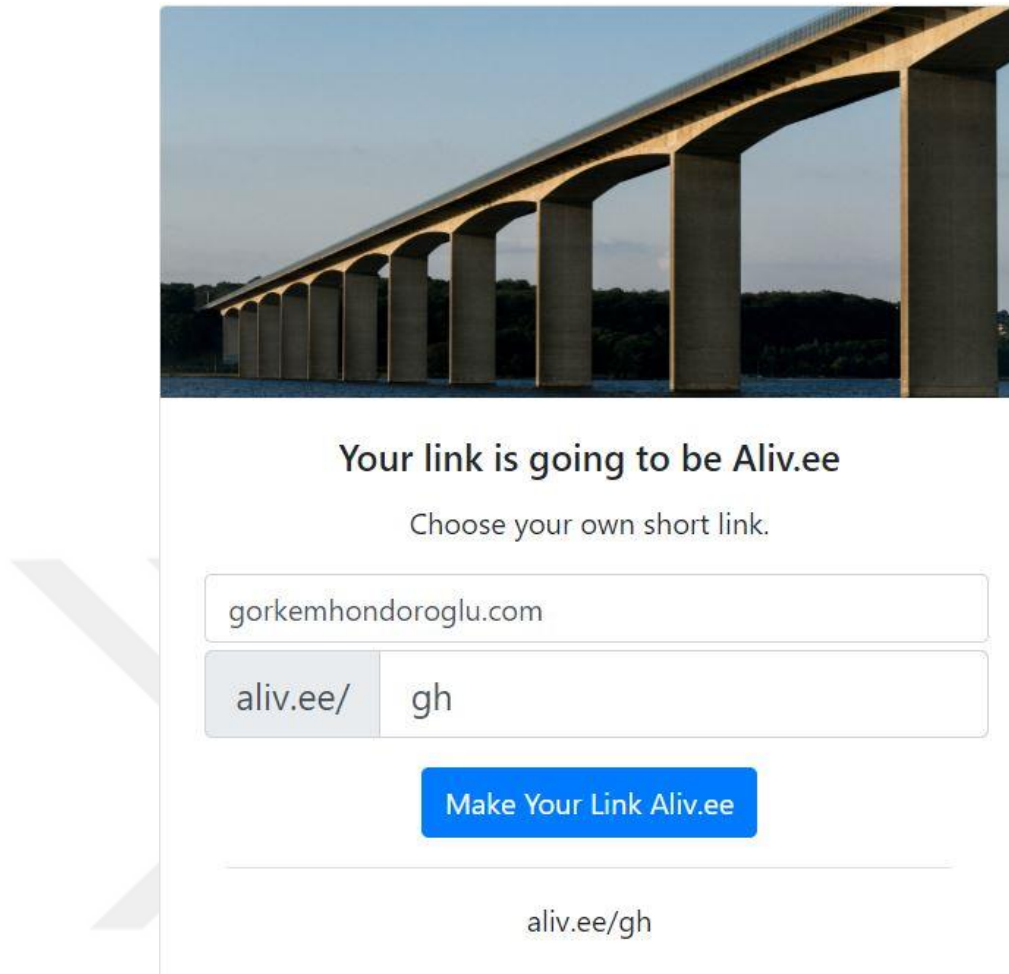 Your link is going to be Aliv.ee
Choose your own short link.
gorkemhondoroglu.com
aliv.ee/ gh
Make Your Link Aliv.ee
aliv.ee/gh